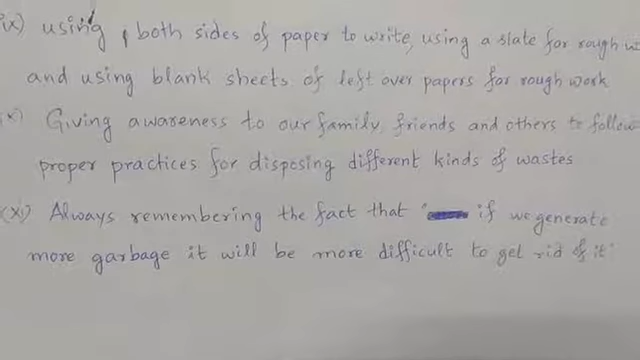 ix) using, both sides of paper to write, using a slate for rough
and using blank sheets of left over papers for rough work
x) Giving awareness to our family, friends and others to follow
proper practices for disposing different kinds of wastes
(xi) Always remembering the fact that ' if we generate
more garbage it will be more difficult to get rid of it'